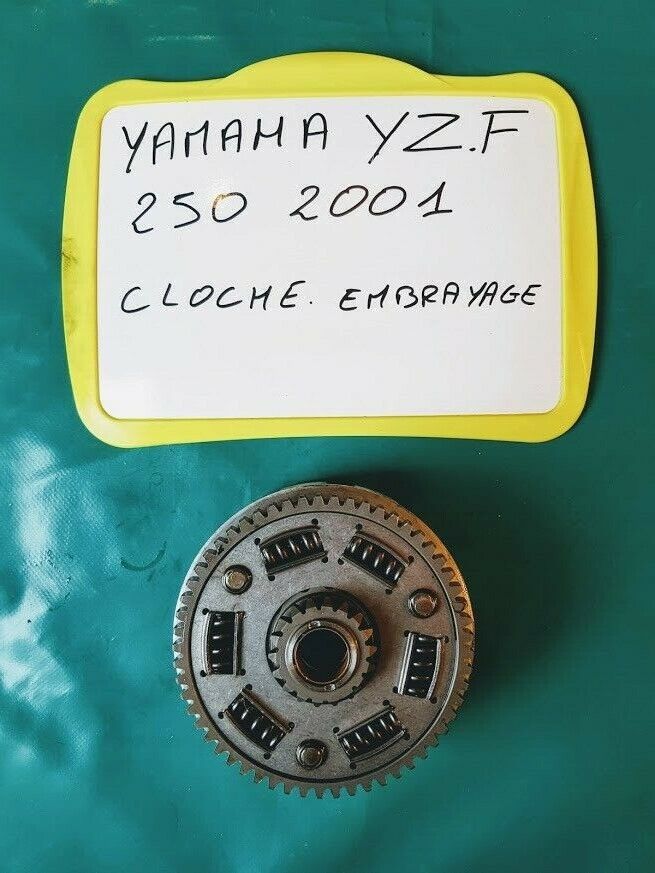 YAMAHA YZ.F
250 2001
CLOCHE. EMBRAYAGE